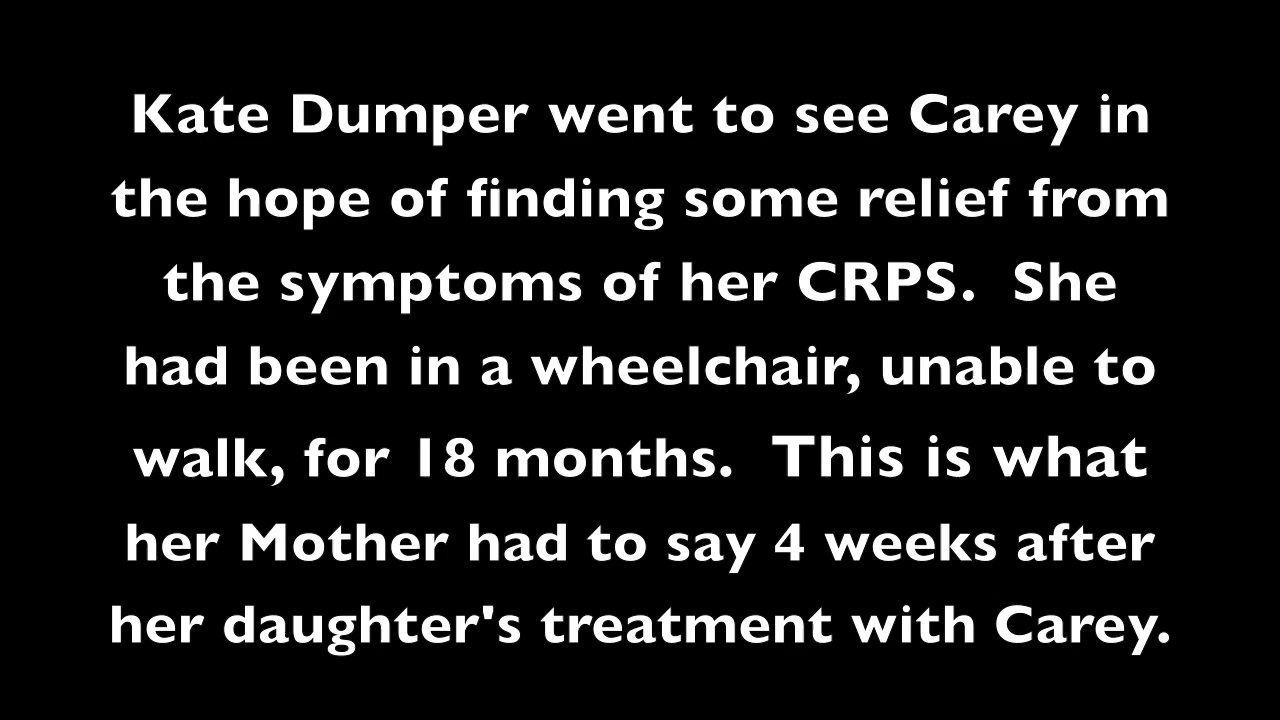 Kate Dumper went to see Carey in
the hope of finding some relief from
the symptoms of her CRPS.  She
had been in a wheelchair, unable to
walk, for 18 months.  This is what
her Mother had to say 4 weeks after
her daughter's treatment with Carey.